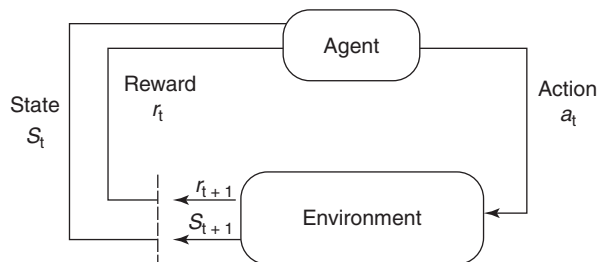 Agent
Reward
r_t
State
S_t
Action
a_t
r_{t + 1}
S_{t + 1}
Environment